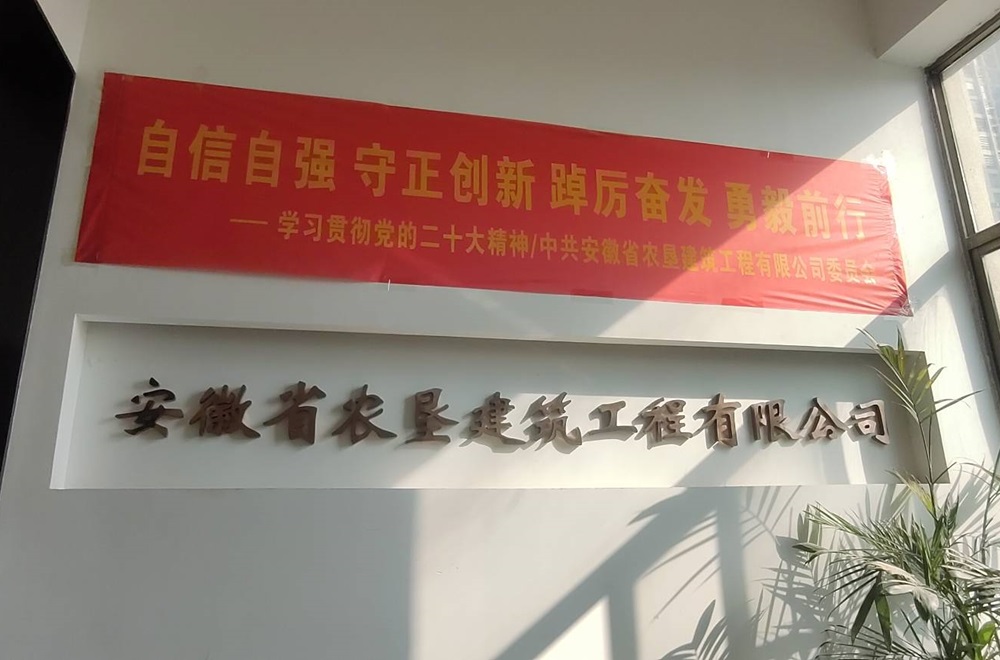 自信自强 守正创新 踔厉奋发 勇毅前行
—— 学习贯彻党的二十大精神/中共安徽省农垦建筑工程有限公司委员会
安徽省农垦建筑工程有限公司